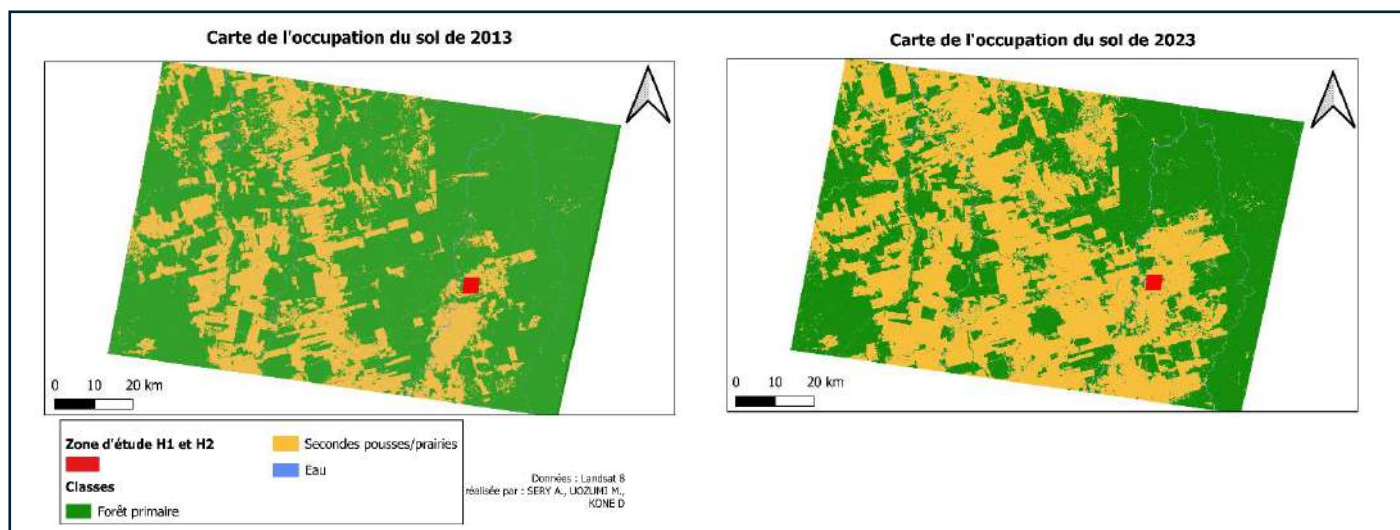 Carte de l'occupation du sol de 2013
Carte de l'occupation du sol de 2023
0 10 20 km
0 10 20 km
Zone d'étude H1 et H2
Classes
Forêt primaire
Secondes pousses/prairies
Eau
Données : Landsat 8
réalisée par : SERY A., UOZUMI M.,
KONE D